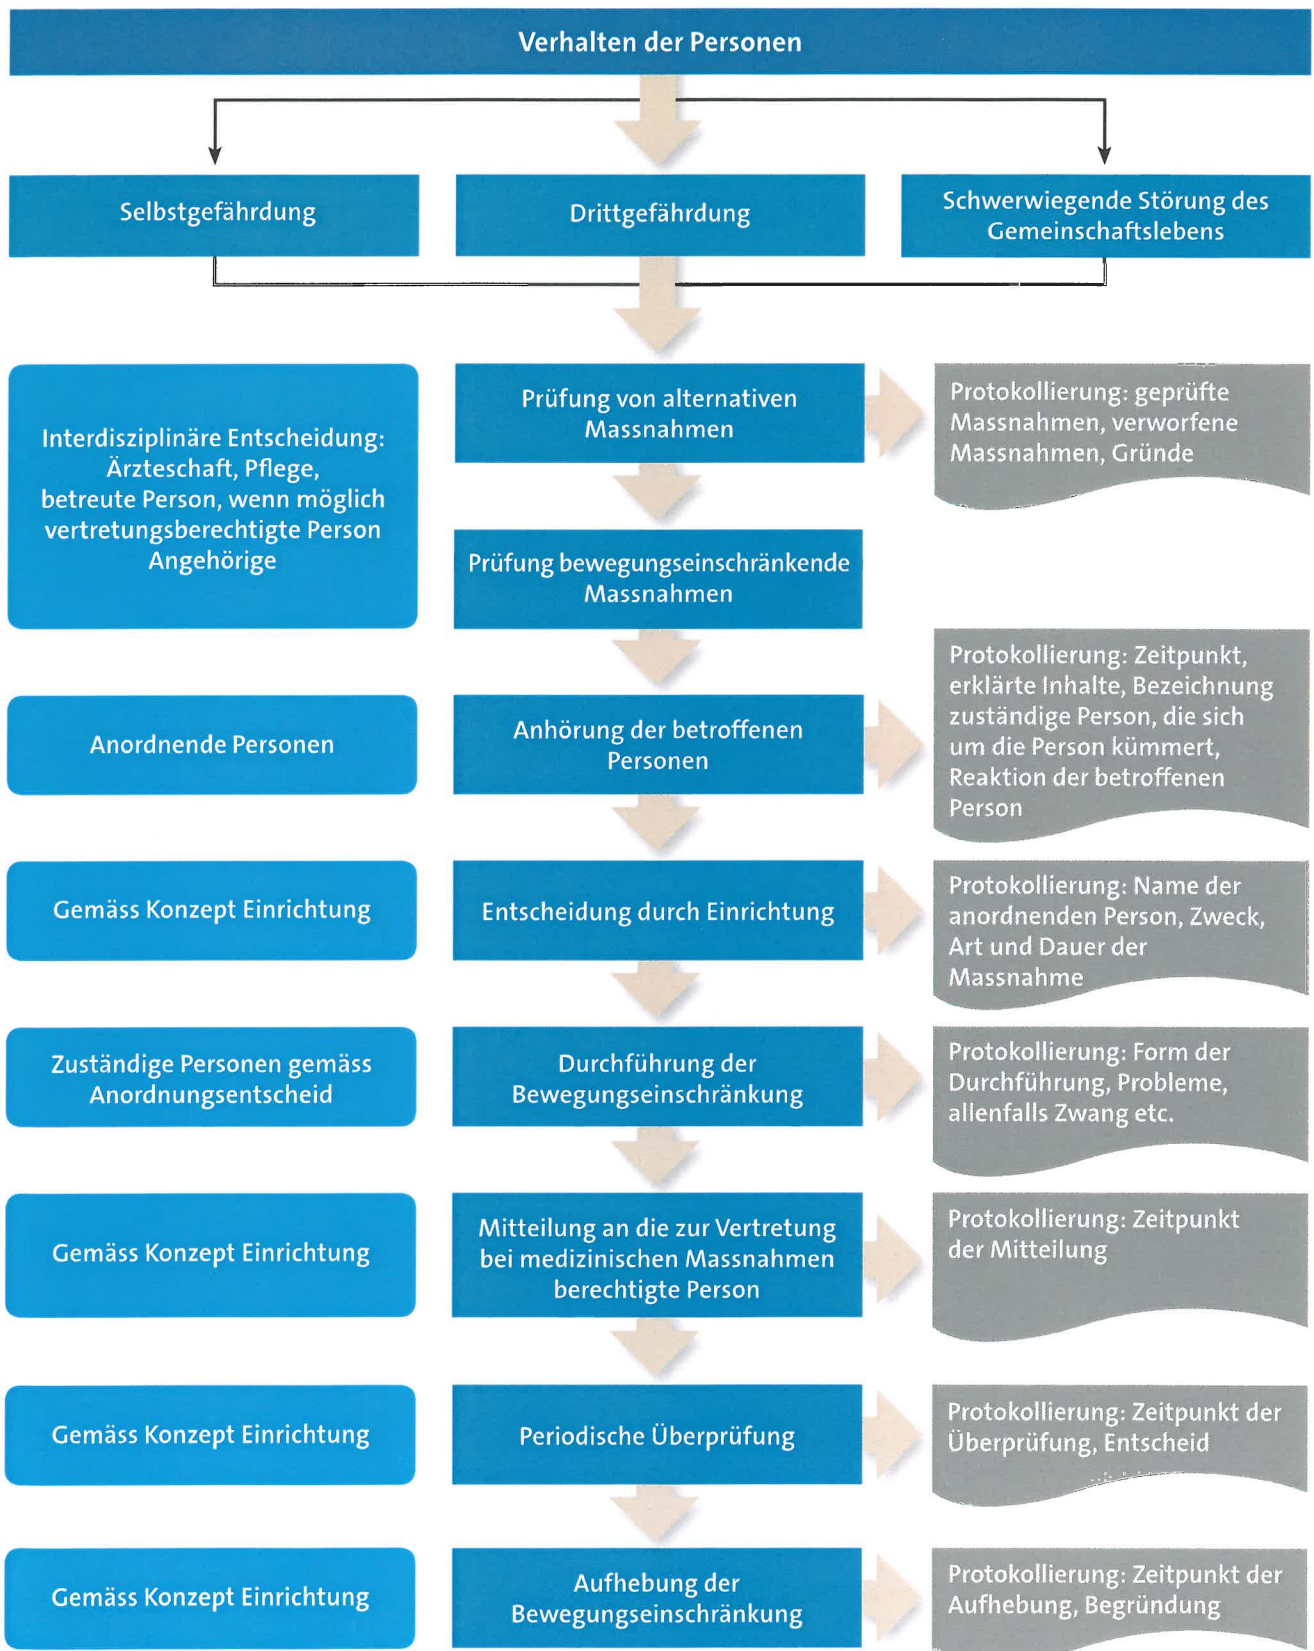 Verhalten der Personen
Selbstgefährdung
Drittgefährdung
Schwerwiegende Störung des
Gemeinschaftslebens
Interdisziplinäre Entscheidung:
Ärzteschaft, Pflege,
betreute Person, wenn möglich
vertretungsberechtigte Person
Angehörige
Prüfung von alternativen
Massnahmen
Protokollierung: geprüfte
Massnahmen, verworfene
Massnahmen, Gründe
Prüfung bewegungseinschränkende
Massnahmen
Anordnende Personen
Anhörung der betroffenen
Personen
Protokollierung: Zeitpunkt,
erklärte Inhalte, Bezeichnung
zuständige Person, die sich
um die Person kümmert,
Reaktion der betroffenen
Person
Gemäss Konzept Einrichtung
Entscheidung durch Einrichtung
Protokollierung: Name der
anordnenden Person, Zweck,
Art und Dauer der
Massnahme
Zuständige Personen gemäss
Anordnungsentscheid
Durchführung der
Bewegungseinschränkung
Protokollierung: Form der
Durchführung, Probleme,
allenfalls Zwang etc.
Gemäss Konzept Einrichtung
Mitteilung an die zur Vertretung
bei medizinischen Massnahmen
berechtigte Person
Protokollierung: Zeitpunkt
der Mitteilung
Gemäss Konzept Einrichtung
Periodische Überprüfung
Protokollierung: Zeitpunkt der
Überprüfung, Entscheid
Gemäss Konzept Einrichtung
Aufhebung der
Bewegungseinschränkung
Protokollierung: Zeitpunkt der
Aufhebung, Begründung